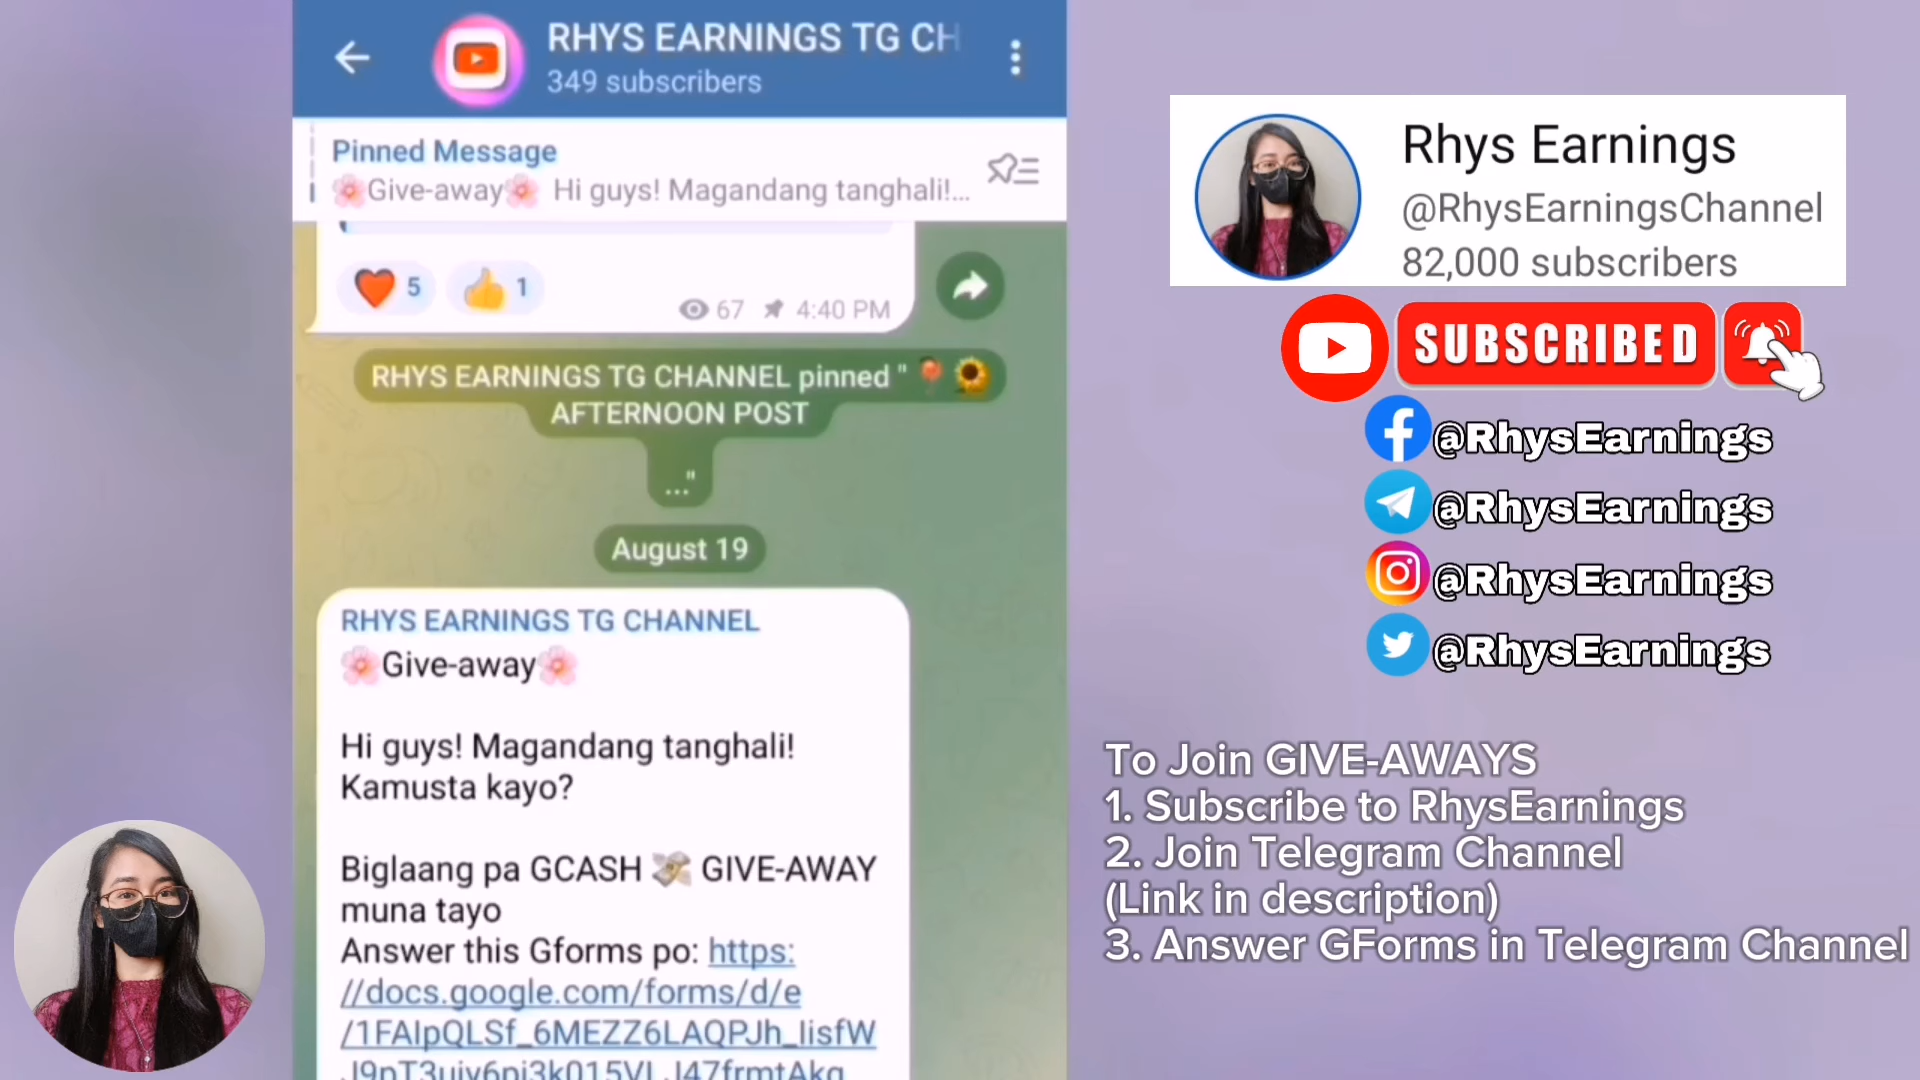 RHYS EARNINGS TG CH
349 subscribers
Pinned Message
🌸Give-away🌸 Hi guys! Magandang tanghali!...
❤️ 5 👍 1
67 4:40 PM
RHYS EARNINGS TG CHANNEL pinned " 🌻
AFTERNOON POST
..."
August 19
RHYS EARNINGS TG CHANNEL
🌸Give-away🌸
Hi guys! Magandang tanghali!
Kamusta kayo?
Biglaang pa GCASH 💸 GIVE-AWAY
muna tayo
Answer this Gforms po: https:
//docs.google.com/forms/d/e
/1FAIpQLSf_6MEZZ6LAQPJh_IisfW
Rhys Earnings
@RhysEarningsChannel
82,000 subscribers
SUBSCRIBED
@RhysEarnings
@RhysEarnings
@RhysEarnings
@RhysEarnings
To Join GIVE-AWAYS
1. Subscribe to RhysEarnings
2. Join Telegram Channel
(Link in description)
3. Answer GForms in Telegram Channel